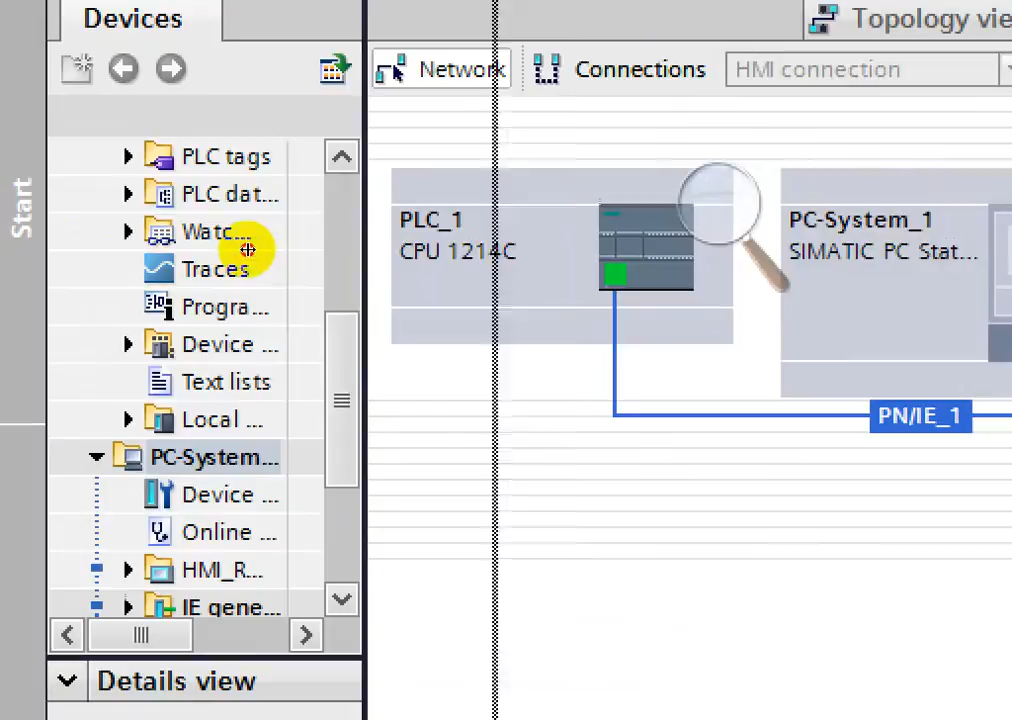 Devices
Topology vie
Network
Connections
HMI connection
Start
PLC tags
PLC dat...
Watc...
Traces
Progra...
Device ...
Text lists
Local ...
PC-System...
Device ...
Online ...
HMI_R...
IE gene...
Details view
PLC_1
CPU 1214C
PC-System_1
SIMATIC PC Stat...
PN/IE_1